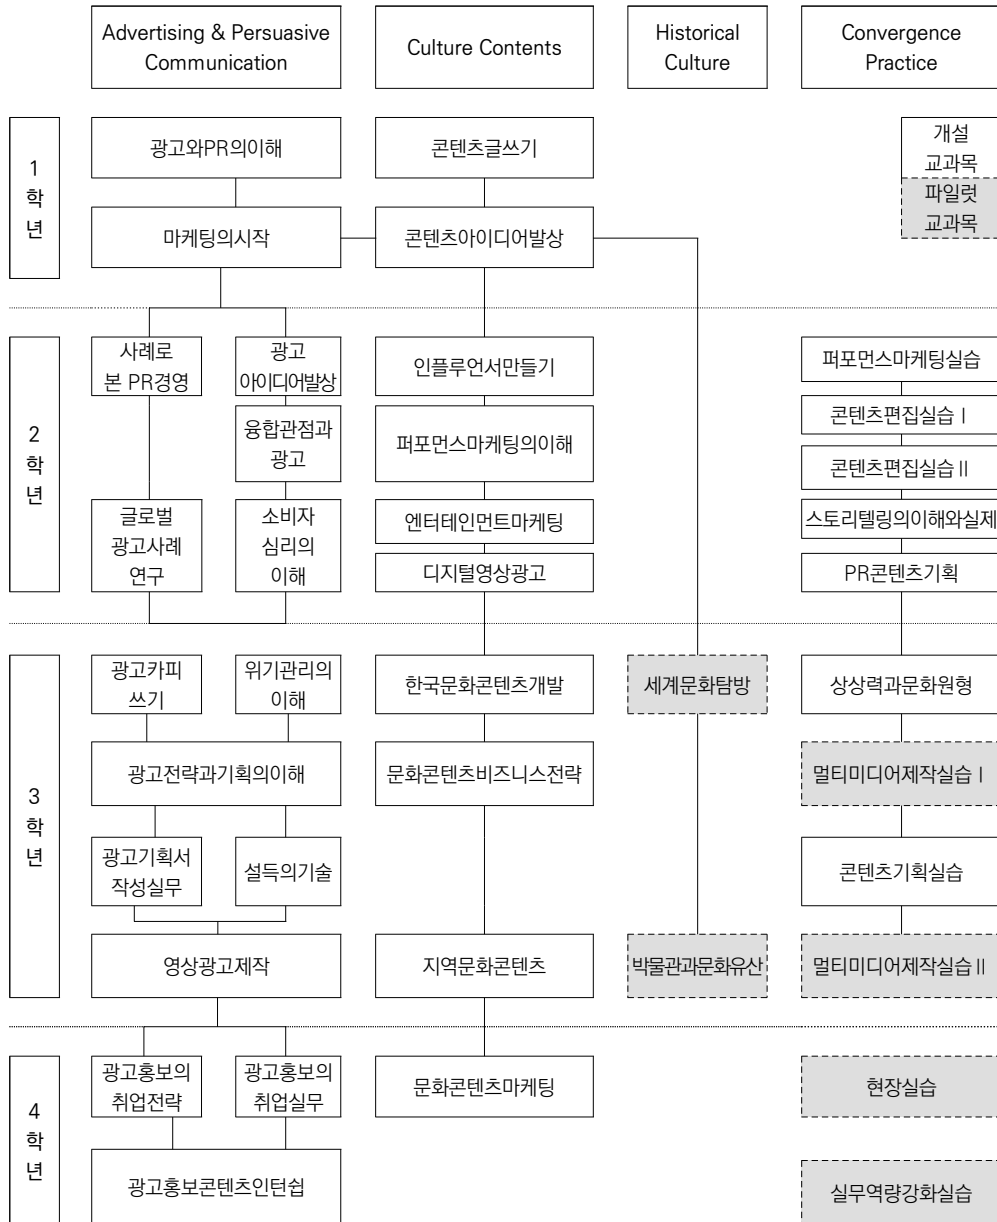 Advertising & Persuasive
Communication
Culture Contents
Historical
Culture
Convergence
Practice
1
학
년
광고와PR의이해
콘텐츠글쓰기
개설
교과목
파일럿
교과목
마케팅의시작
콘텐츠아이디어발상
2
학
년
사례로
본 PR경영
광고
아이디어발상
인플루언서만들기
퍼포먼스마케팅실습
융합관점과
광고
퍼포먼스마케팅의이해
콘텐츠편집실습 I
콘텐츠편집실습 II
글로벌
광고사례
연구
소비자
심리의
이해
엔터테인먼트마케팅
스토리텔링의이해와실제
디지털영상광고
PR콘텐츠기획
3
학
년
광고카피
쓰기
위기관리의
이해
한국문화콘텐츠개발
세계문화탐방
상상력과문화원형
광고전략과기획의이해
문화콘텐츠비즈니스전략
멀티미디어제작실습 I
광고기획서
작성실무
설득의기술
콘텐츠기획실습
영상광고제작
지역문화콘텐츠
박물관과문화유산
멀티미디어제작실습 II
4
학
년
광고홍보의
취업전략
광고홍보의
취업실무
문화콘텐츠마케팅
현장실습
광고홍보콘텐츠인턴쉽
실무역량강화실습